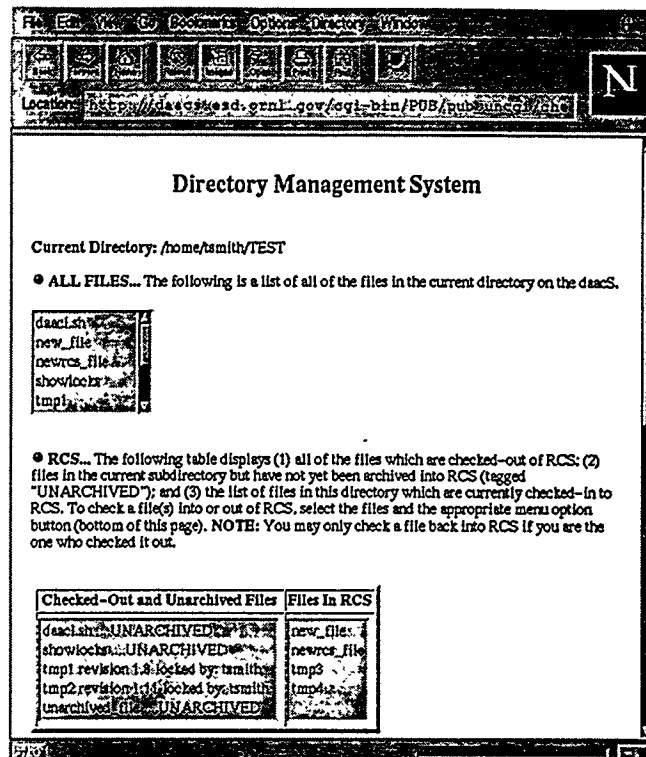 File Edit View Go Bookmarks Options Directory Window
N
Location:
Directory Management System
Current Directory: /home/tsmith/TEST
ALL FILES... The following is a list of all of the files in the current directory on the daacS.
new_file
newrcs_file
showlocks
tmp1
RCS... The following table displays (1) all of the files which are checked-out of RCS; (2)
files in the current subdirectory but have not yet been archived into RCS (tagged
"UNARCHIVED"); and (3) the list of files in this directory which are currently checked-in to
RCS. To check a file(s) into or out of RCS, select the files and the appropriate menu option
button (bottom of this page). NOTE: You may only check a file back into RCS if you are the
one who checked it out.
Checked-Out and Unarchived Files Files In RCS
UNARCHIVED new_file
UNARCHIVED newrcs_file
tmp1 revision 1.8 locked by: tsmith tmp3
tmp2 revision 1.14 locked by: tsmith tmp4
unarchived_file UNARCHIVED